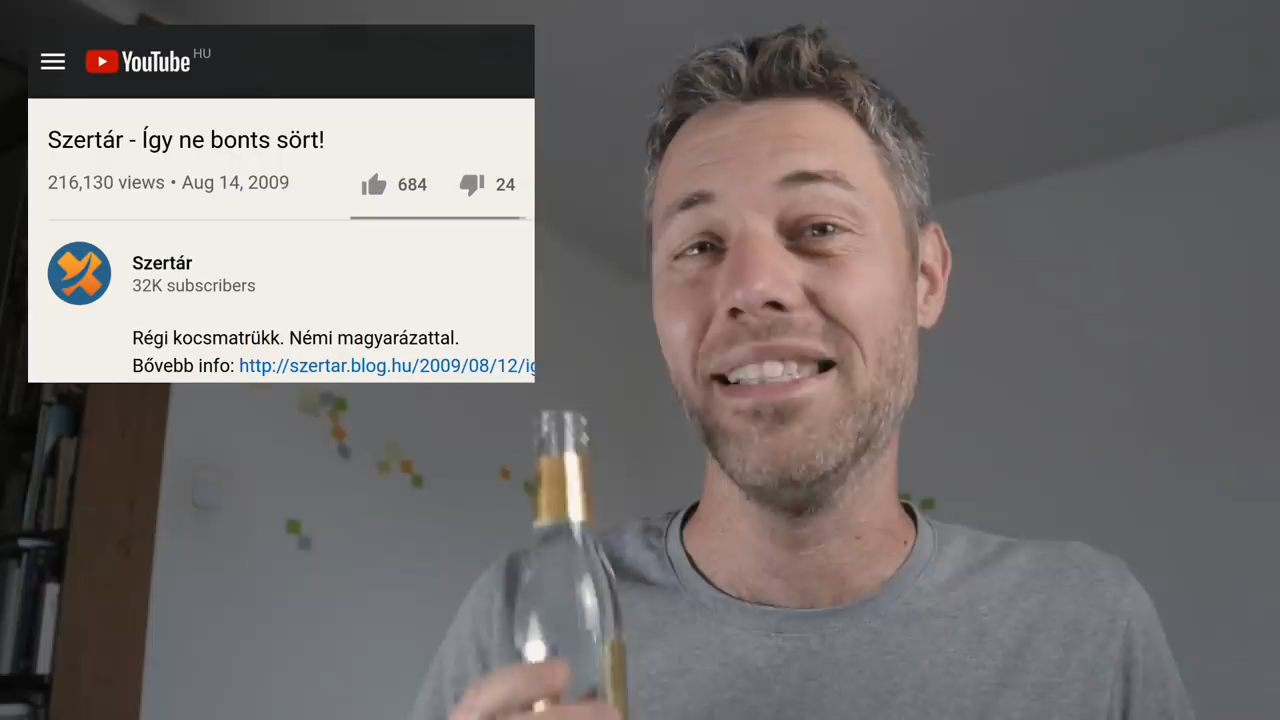 YouTube HU
Szertár - Így ne bonts sört!
216,130 views • Aug 14, 2009 684 24
Szertár
32K subscribers
Régi kocsmatrükk. Némi magyarázattal.
Bővebb info: http://szertar.blog.hu/2009/08/12/ig